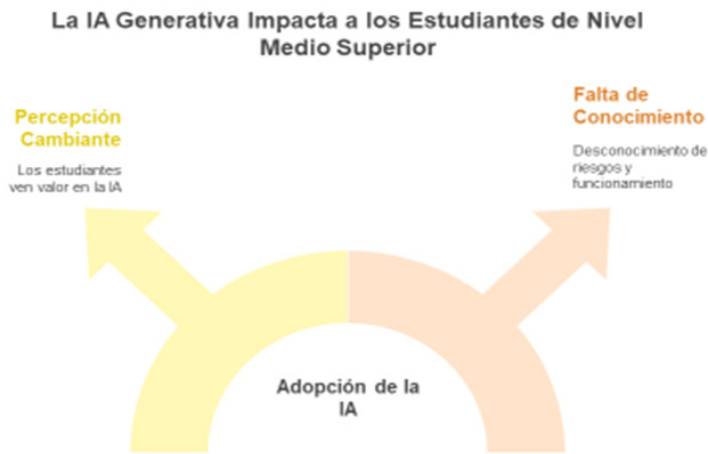 La IA Generativa Impacta a los Estudiantes de Nivel
Medio Superior
Percepción
Cambiante
Los estudiantes
ven valor en la IA
Falta de
Conocimiento
Desconocimiento de
riesgos y
funcionamiento
Adopción de la
IA